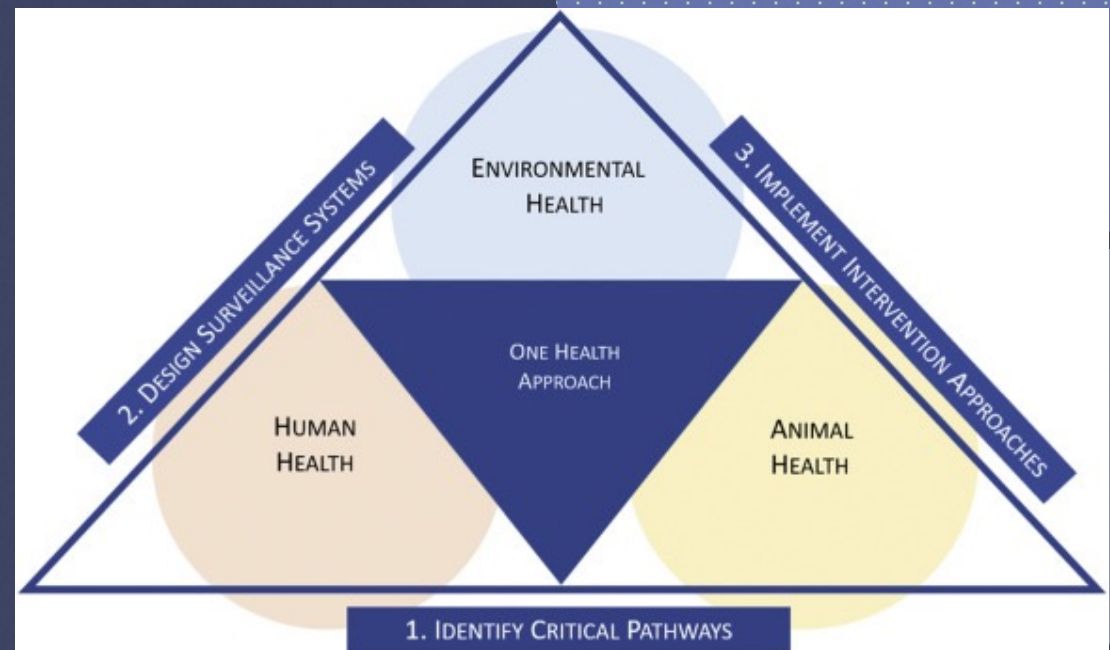 ENVIRONMENTAL
HEALTH
2. DESIGN SURVEILLANCE SYSTEMS
3. IMPLEMENT INTERVENTION APPROACHES
ONE HEALTH
APPROACH
HUMAN
HEALTH
ANIMAL
HEALTH
1. IDENTIFY CRITICAL PATHWAYS